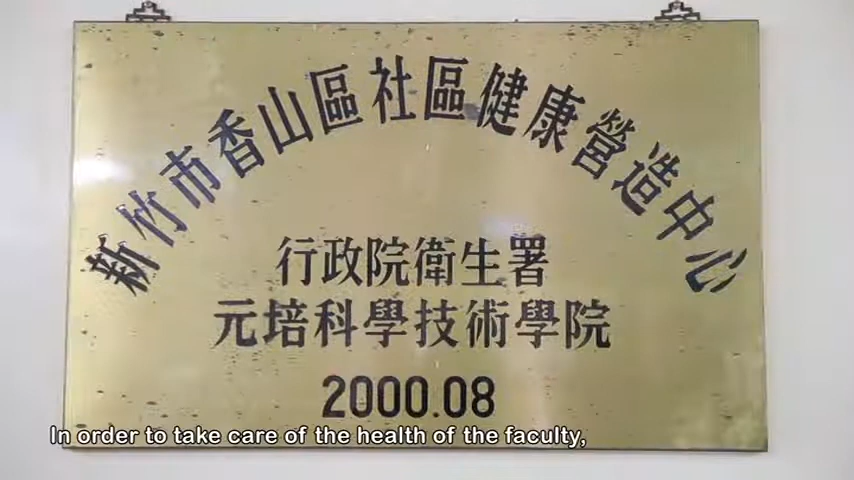 新竹市香山區社區健康營造中心
行政院衛生署
元培科學技術學院
2000.08
In order to take care of the health of the faculty,